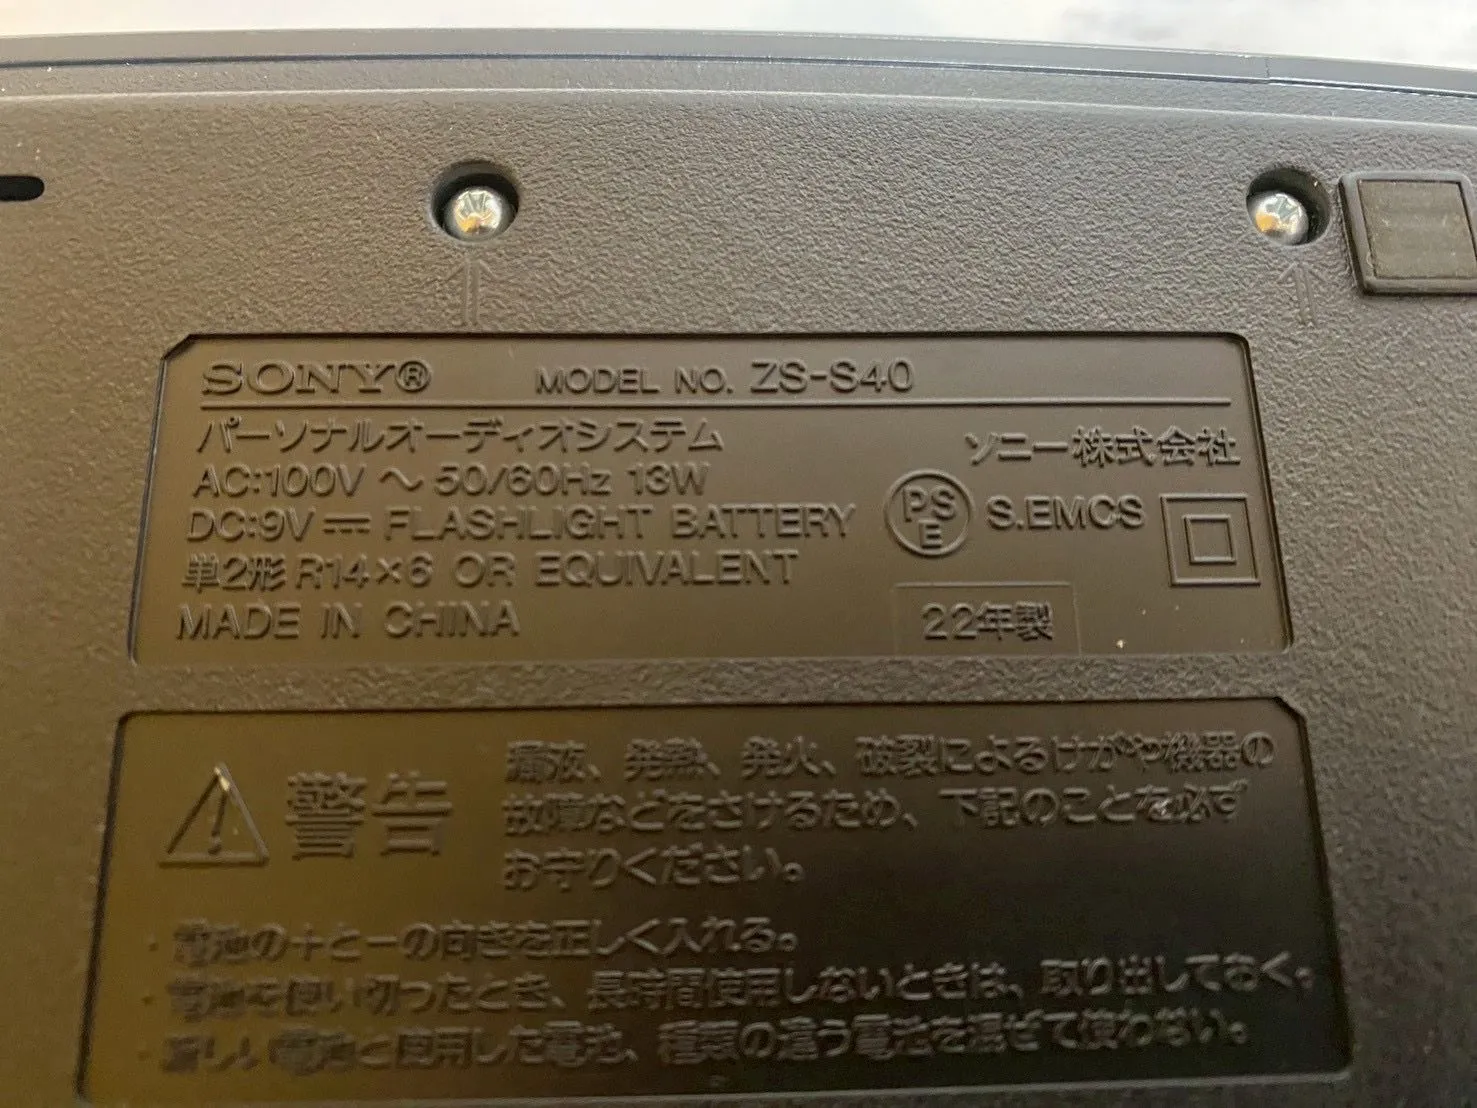 SONY® MODEL NO. ZS-S40
パーソナルオーディオシステム
ソニー株式会社
AC:100V ～ 50/60Hz 13W
DC:9V ⎓ FLASHLIGHT BATTERY
PSE S.EMCS
単2形 R14×6 OR EQUIVALENT
MADE IN CHINA
22年製
警告
漏液、発熱、発火、破裂によるけがや機器の
故障などをさけるため、下記のことを必ず
お守りください。
・電池の＋と－の向きを正しく入れる。
・電池を使い切ったとき、長時間使用しないときは、取り出しておく。
・新しい電池と使用した電池、種類の違う電池を混ぜて使わない。